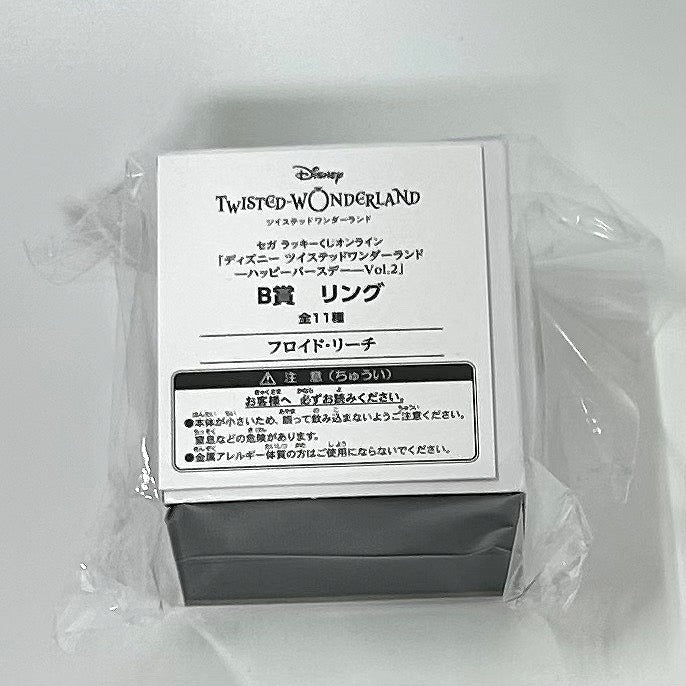 Disney
TWISTED-WONDERLAND
ツイステッドワンダーランド
セガ ラッキーくじオンライン
「ディズニー ツイステッドワンダーランド
―ハッピーバースデー―Vol.2」
B賞 リング
全11種
フロイド・リーチ
注 意（ちゅうい）
お客様へ 必ずお読みください。
●本体が小さいため、誤って飲み込まないようご注意ください。
窒息などの危険があります。
●金属アレルギー体質の方はご使用にならないでください。